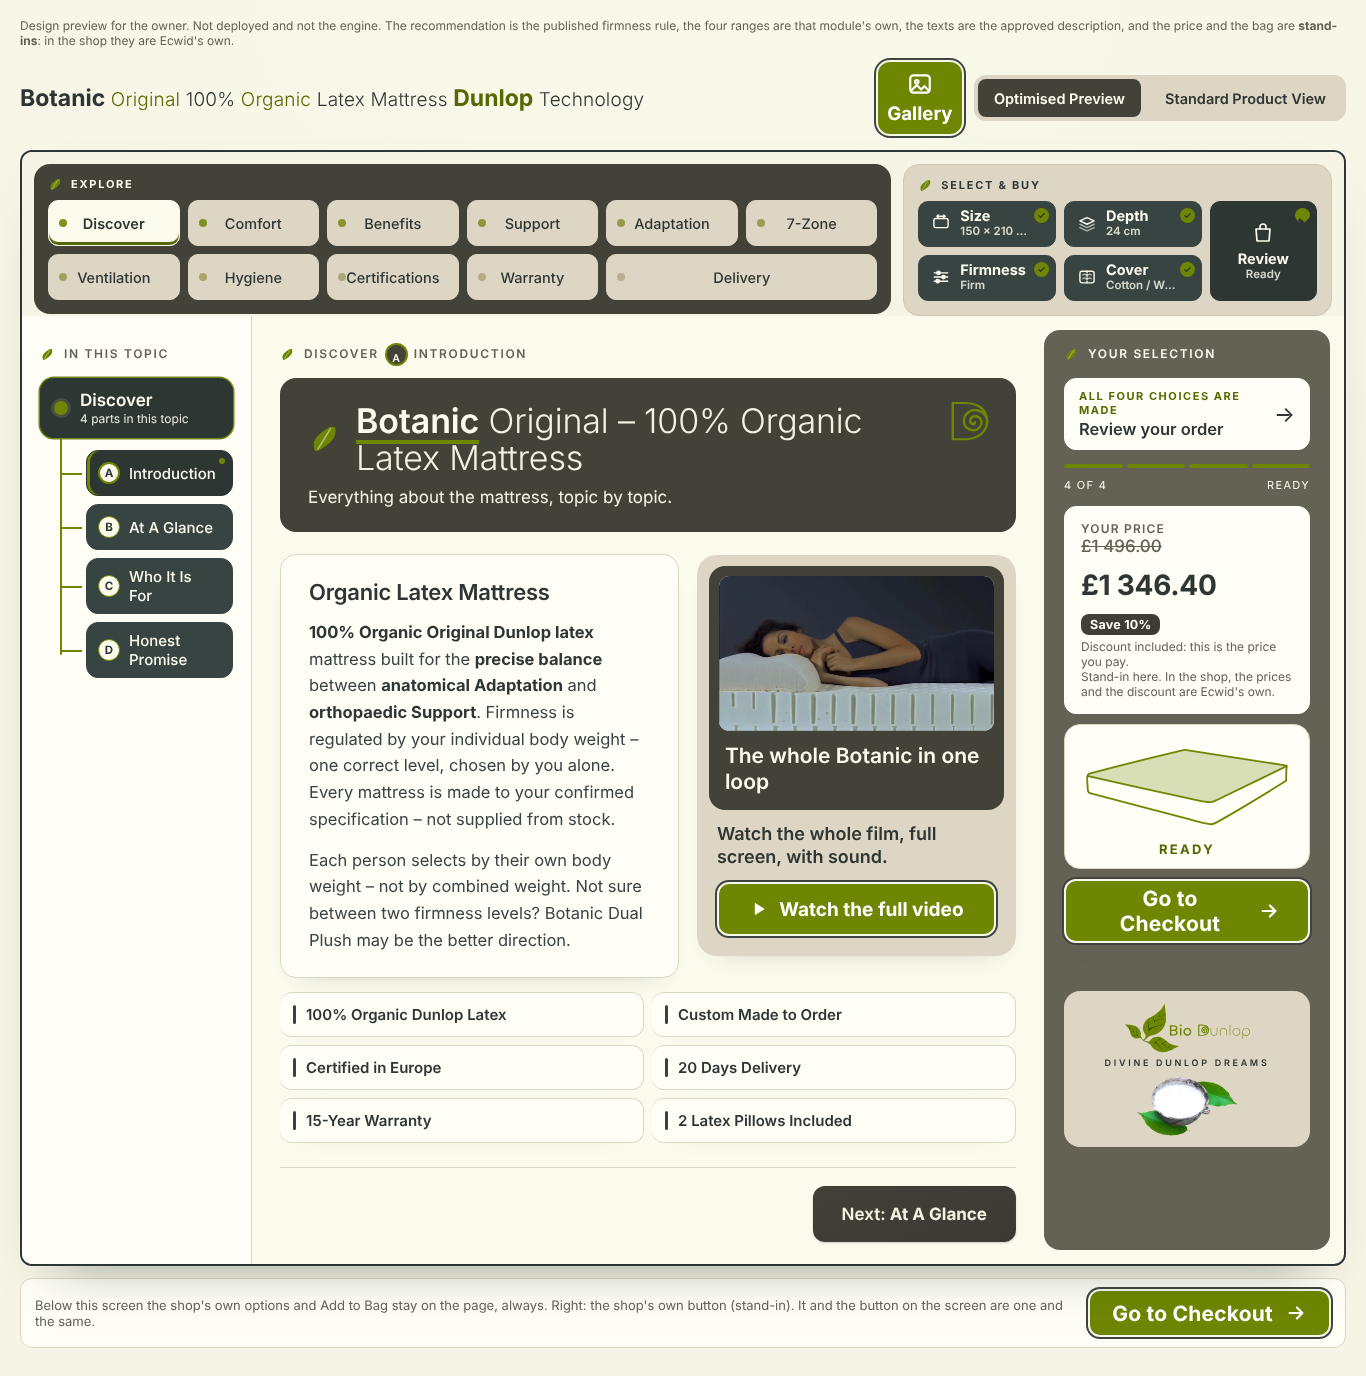 Design preview for the owner. Not deployed and not the engine. The recommendation is the published firmness rule, the four ranges are that module's own, the texts are the approved description, and the price and the bag are stand-
ins: in the shop they are Ecwid's own.
Botanic Original 100% Organic Latex Mattress Dunlop Technology
Gallery
Optimised Preview
Standard Product View
EXPLORE
Discover
Comfort
Benefits
Support
Adaptation
7-Zone
Ventilation
Hygiene
Certifications
Warranty
Delivery
SELECT & BUY
Size
150 × 210 ...
Depth
24 cm
Firmness
Firm
Cover
Cotton / W...
Review
Ready
IN THIS TOPIC
Discover
4 parts in this topic
A Introduction
B At A Glance
C Who It Is
For
D Honest
Promise
DISCOVER A INTRODUCTION
Botanic Original – 100% Organic
Latex Mattress
Everything about the mattress, topic by topic.
Organic Latex Mattress
100% Organic Original Dunlop latex
mattress built for the precise balance
between anatomical Adaptation and
orthopaedic Support. Firmness is
regulated by your individual body weight –
one correct level, chosen by you alone.
Every mattress is made to your confirmed
specification – not supplied from stock.
Each person selects by their own body
weight – not by combined weight. Not sure
between two firmness levels? Botanic Dual
Plush may be the better direction.
The whole Botanic in one
loop
Watch the whole film, full
screen, with sound.
Watch the full video
100% Organic Dunlop Latex
Custom Made to Order
Certified in Europe
20 Days Delivery
15-Year Warranty
2 Latex Pillows Included
Next: At A Glance
YOUR SELECTION
ALL FOUR CHOICES ARE
MADE
Review your order
4 OF 4
READY
YOUR PRICE
£1 496.00
£1 346.40
Save 10%
Discount included: this is the price
you pay.
Stand-in here. In the shop, the prices
and the discount are Ecwid's own.
READY
Go to
Checkout
Bio Dunlop
DIVINE DUNLOP DREAMS
Below this screen the shop's own options and Add to Bag stay on the page, always. Right: the shop's own button (stand-in). It and the button on the screen are one and
the same.
Go to Checkout